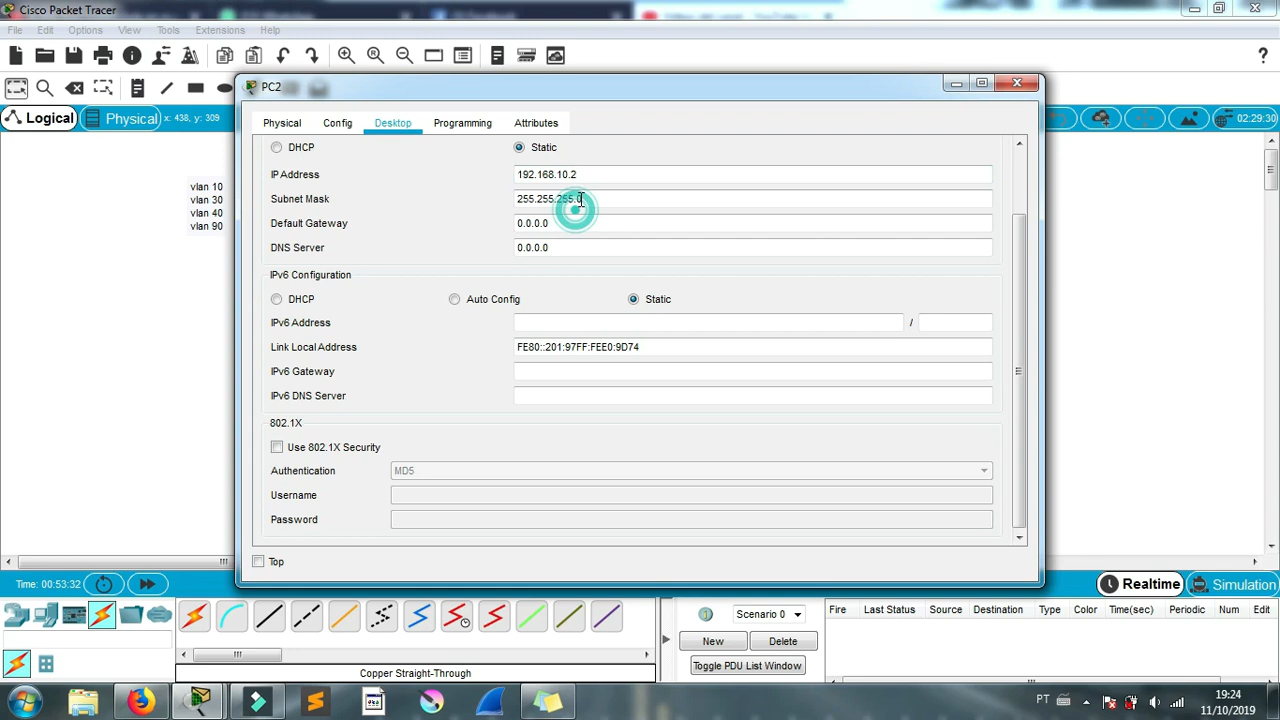 Cisco Packet Tracer
File Edit Options View Tools Extensions Help
Logical Physical x: 438, y: 309
02:29:30
vlan 10
vlan 30
vlan 40
vlan 90
PC2
Physical Config Desktop Programming Attributes
DHCP Static
IP Address 192.168.10.2
Subnet Mask 255.255.255.0
Default Gateway 0.0.0.0
DNS Server 0.0.0.0
IPv6 Configuration
DHCP Auto Config Static
IPv6 Address /
Link Local Address FE80::201:97FF:FEE0:9D74
IPv6 Gateway
IPv6 DNS Server
802.1X
Use 802.1X Security
Authentication MD5
Username
Password
Top
Time: 00:53:32 Realtime Simulation
Scenario 0
New Delete
Toggle PDU List Window
Fire Last Status Source Destination Type Color Time(sec) Periodic Num Edit
Copper Straight-Through
PT
19:24
11/10/2019